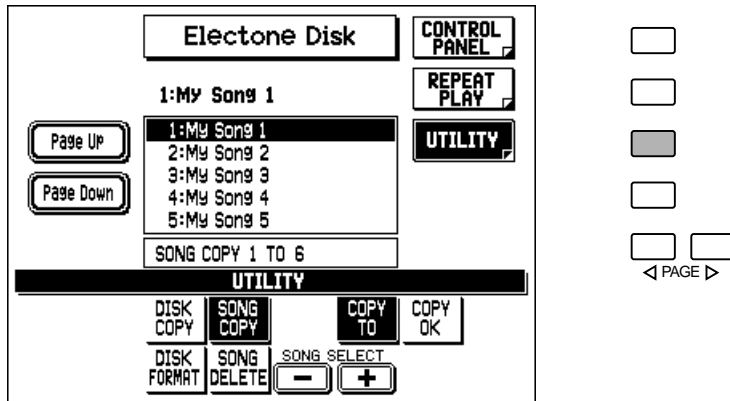 Electone Disk
CONTROL
PANEL
1:My Song 1
REPEAT
PLAY
Page Up
Page Down
1:My Song 1
2:My Song 2
3:My Song 3
4:My Song 4
5:My Song 5
UTILITY
SONG COPY 1 TO 6
PAGE
UTILITY
DISK
COPY
SONG
COPY
COPY
TO
COPY
OK
DISK
FORMAT
SONG
DELETE
SONG SELECT
− +